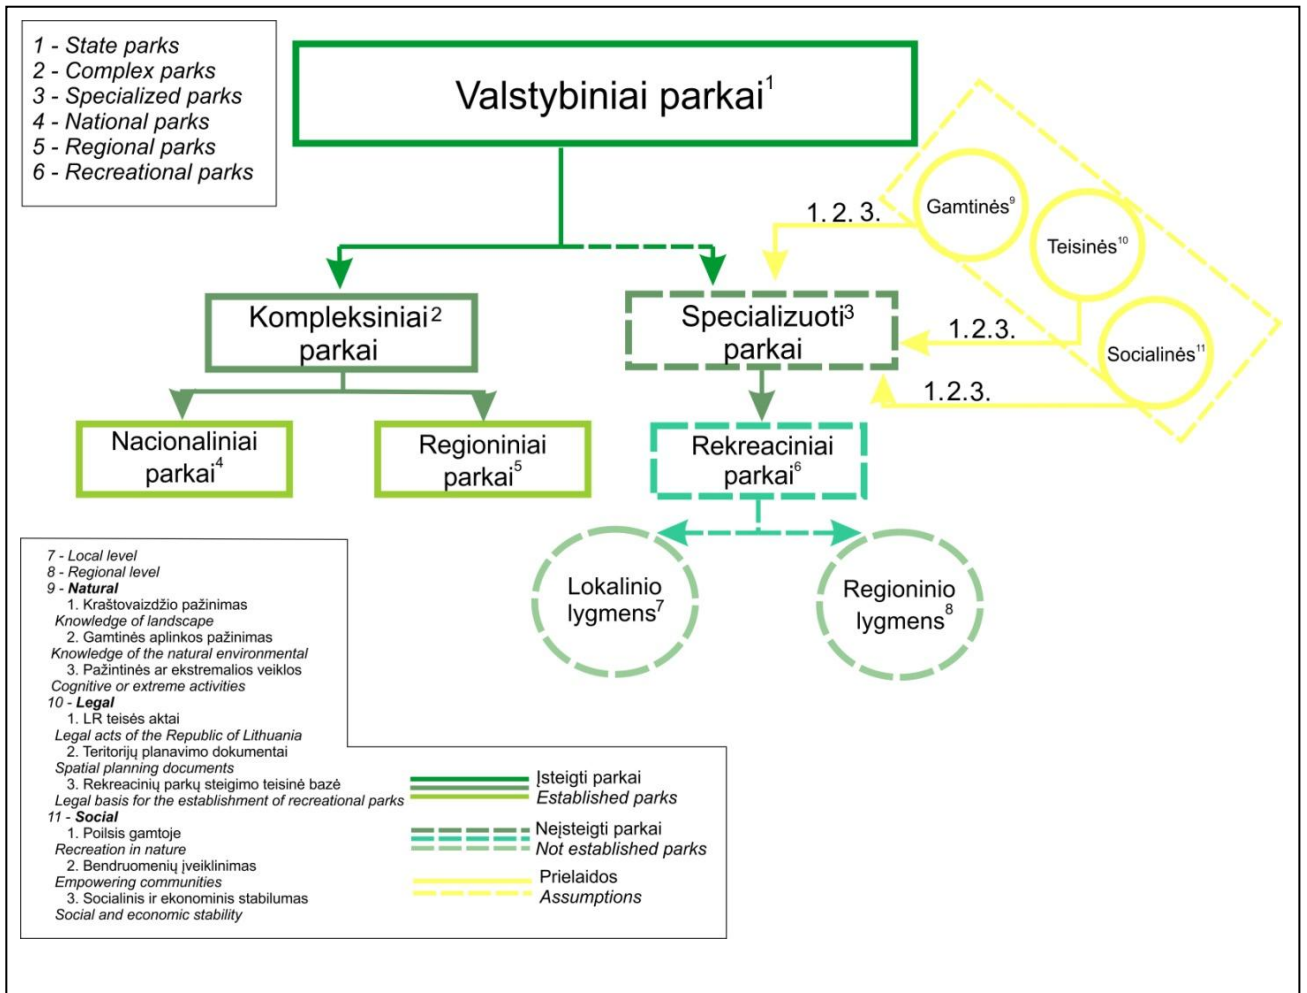 1 - State parks
2 - Complex parks
3 - Specialized parks
4 - National parks
5 - Regional parks
6 - Recreational parks
Valstybiniai parkai1
Gamtinės9
Teisinės10
Socialinės11
1. 2. 3.
1.2.3.
1.2.3.
Kompleksiniai2
parkai
Specializuoti3
parkai
Nacionaliniai
parkai4
Regioniniai
parkai5
Rekreaciniai
parkai6
Lokalinio
lygmens7
Regioninio
lygmens8
7 - Local level
8 - Regional level
9 - Natural
1. Kraštovaizdžio pažinimas
Knowledge of landscape
2. Gamtinės aplinkos pažinimas
Knowledge of the natural environmental
3. Pažintinės ar ekstremalios veiklos
Cognitive or extreme activities
10 - Legal
1. LR teisės aktai
Legal acts of the Republic of Lithuania
2. Teritorijų planavimo dokumentai
Spatial planning documents
3. Rekreacinių parkų steigimo teisinė bazė
Legal basis for the establishment of recreational parks
11 - Social
1. Poilsis gamtoje
Recreation in nature
2. Bendruomenių įveiklinimas
Empowering communities
3. Socialinis ir ekonominis stabilumas
Social and economic stability
Įsteigti parkai
Established parks
Neįsteigti parkai
Not established parks
Prielaidos
Assumptions